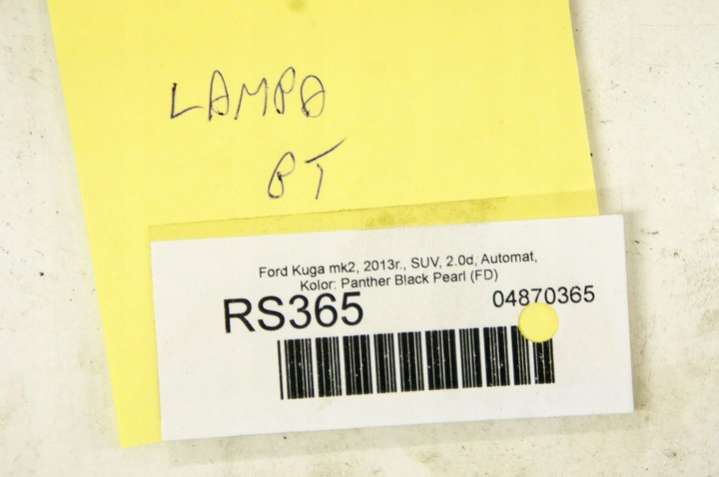 LAMPA
PT
Ford Kuga mk2, 2013r., SUV, 2.0d, Automat,
Kolor: Panther Black Pearl (FD)
RS365 04870365